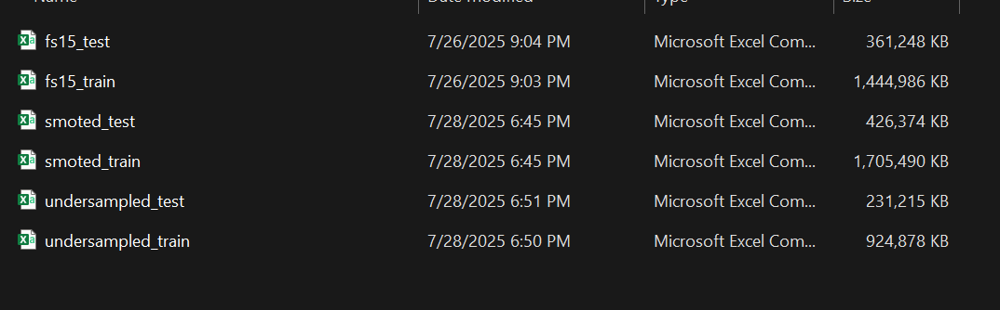 Name Date modified Type Size
fs15_test 7/26/2025 9:04 PM Microsoft Excel Com... 361,248 KB
fs15_train 7/26/2025 9:03 PM Microsoft Excel Com... 1,444,986 KB
smoted_test 7/28/2025 6:45 PM Microsoft Excel Com... 426,374 KB
smoted_train 7/28/2025 6:45 PM Microsoft Excel Com... 1,705,490 KB
undersampled_test 7/28/2025 6:51 PM Microsoft Excel Com... 231,215 KB
undersampled_train 7/28/2025 6:50 PM Microsoft Excel Com... 924,878 KB